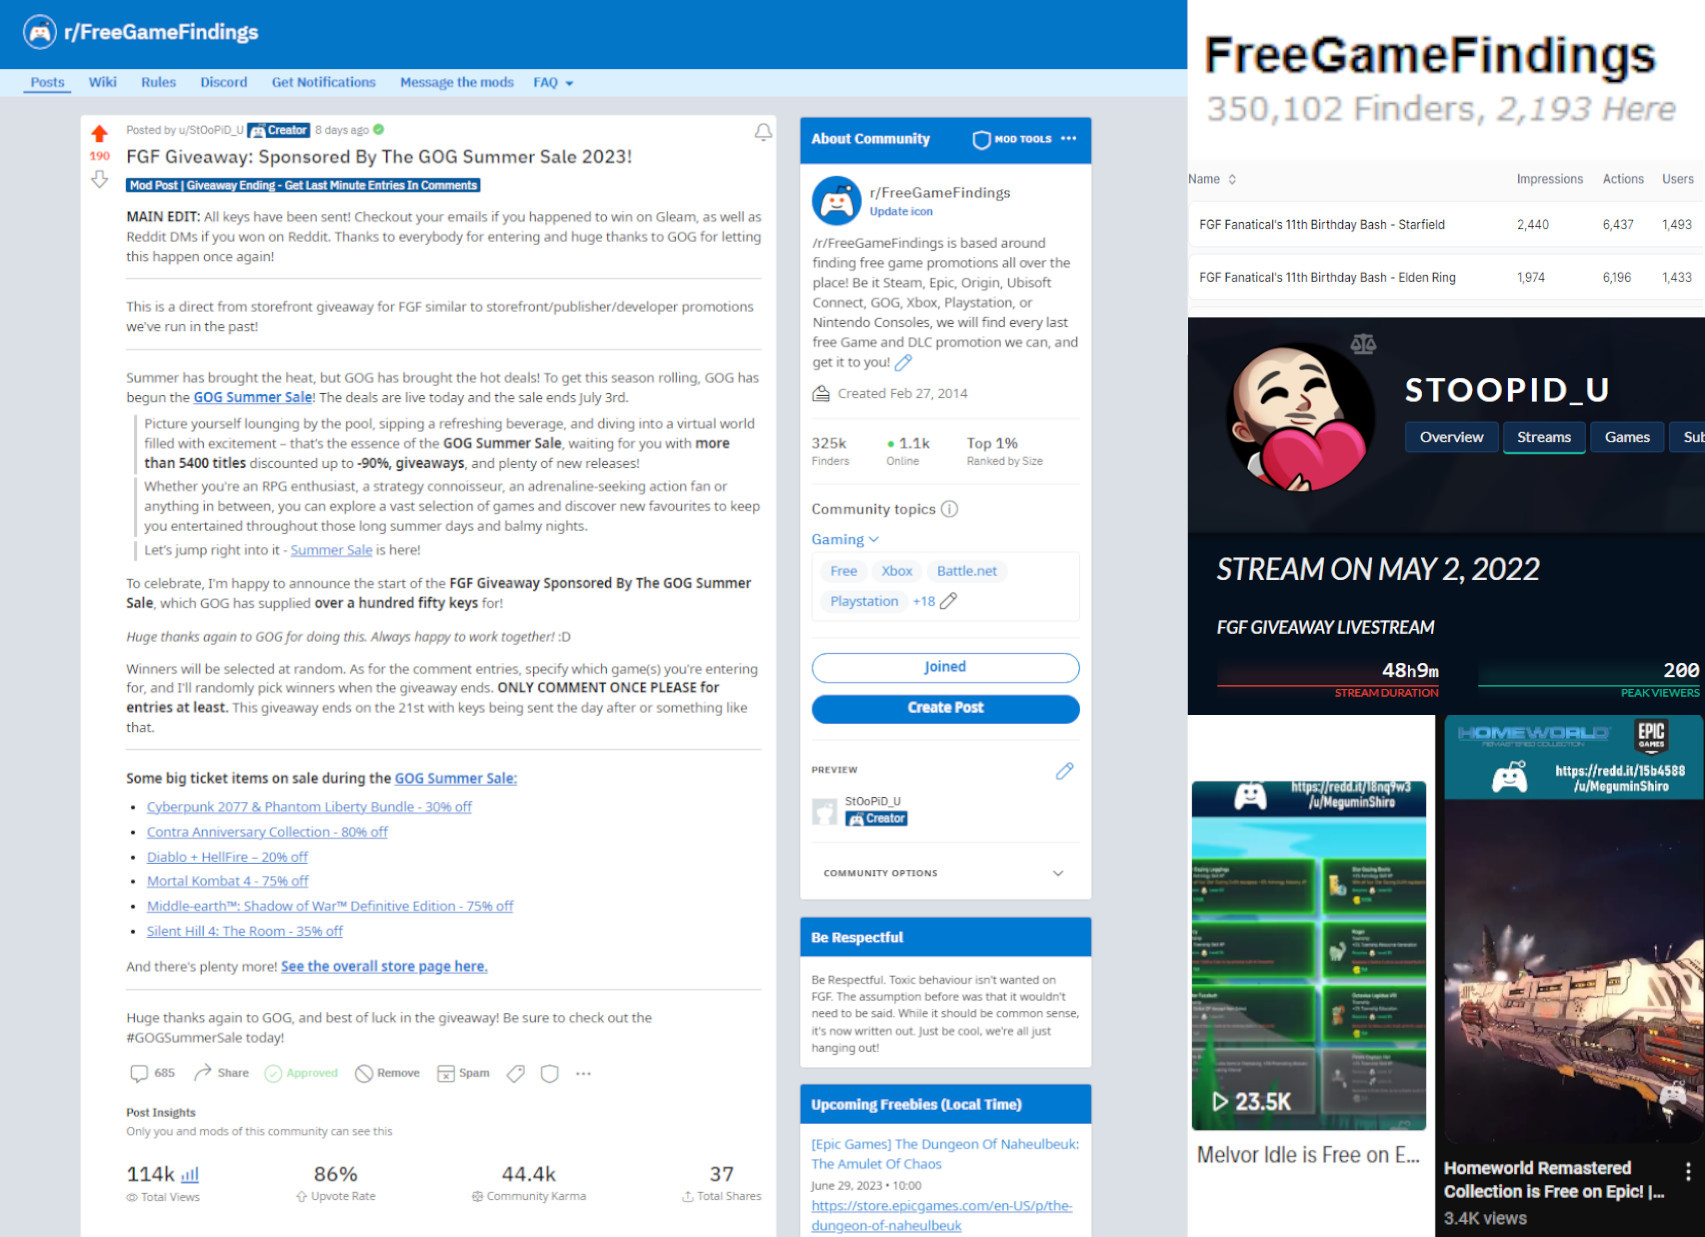 r/FreeGameFindings
Posts Wiki Rules Discord Get Notifications Message the mods FAQ
190
Posted by u/StOoPiD_U Creator 8 days ago
FGF Giveaway: Sponsored By The GOG Summer Sale 2023!
Mod Post | Giveaway Ending - Get Last Minute Entries In Comments
MAIN EDIT: All keys have been sent! Checkout your emails if you happened to win on Gleam, as well as
Reddit DMs if you won on Reddit. Thanks to everybody for entering and huge thanks to GOG for letting
this happen once again!
This is a direct from storefront giveaway for FGF similar to storefront/publisher/developer promotions
we've run in the past!
Summer has brought the heat, but GOG has brought the hot deals! To get this season rolling, GOG has
begun the GOG Summer Sale! The deals are live today and the sale ends July 3rd.
Picture yourself lounging by the pool, sipping a refreshing beverage, and diving into a virtual world
filled with excitement – that's the essence of the GOG Summer Sale, waiting for you with more
than 5400 titles discounted up to -90%, giveaways, and plenty of new releases!
Whether you're an RPG enthusiast, a strategy connoisseur, an adrenaline-seeking action fan or
anything in between, you can explore a vast selection of games and discover new favourites to keep
you entertained throughout those long summer days and balmy nights.
Let's jump right into it - Summer Sale is here!
To celebrate, I'm happy to announce the start of the FGF Giveaway Sponsored By The GOG Summer
Sale, which GOG has supplied over a hundred fifty keys for!
Huge thanks again to GOG for doing this. Always happy to work together! :D
Winners will be selected at random. As for the comment entries, specify which game(s) you're entering
for, and I'll randomly pick winners when the giveaway ends. ONLY COMMENT ONCE PLEASE for
entries at least. This giveaway ends on the 21st with keys being sent the day after or something like
that.
Some big ticket items on sale during the GOG Summer Sale:
• Cyberpunk 2077 & Phantom Liberty Bundle - 30% off
• Contra Anniversary Collection - 80% off
• Diablo + HellFire – 20% off
• Mortal Kombat 4 - 75% off
• Middle-earth™: Shadow of War™ Definitive Edition - 75% off
• Silent Hill 4: The Room - 35% off
And there's plenty more! See the overall store page here.
Huge thanks again to GOG, and best of luck in the giveaway! Be sure to check out the
#GOGSummerSale today!
685 Share Approved Remove Spam
Post Insights
Only you and mods of this community can see this
114k 86% 44.4k 37
Total Views Upvote Rate Community Karma Total Shares
About Community MOD TOOLS
r/FreeGameFindings
Update icon
/r/FreeGameFindings is based around
finding free game promotions all over the
place! Be it Steam, Epic, Origin, Ubisoft
Connect, GOG, Xbox, Playstation, or
Nintendo Consoles, we will find every last
free Game and DLC promotion we can, and
get it to you!
Created Feb 27, 2014
325k 1.1k Top 1%
Finders Online Ranked by Size
Community topics
Gaming
Free Xbox Battle.net
Playstation +18
Joined
Create Post
PREVIEW
StOoPiD_U
Creator
COMMUNITY OPTIONS
Be Respectful
Be Respectful. Toxic behaviour isn't wanted on
FGF. The assumption before was that it wouldn't
need to be said. While it should be common sense,
it's now written out. Just be cool, we're all just
hanging out!
Upcoming Freebies (Local Time)
[Epic Games] The Dungeon Of Naheulbeuk:
The Amulet Of Chaos
June 29, 2023 • 10:00
https://store.epicgames.com/en-US/p/the-
dungeon-of-naheulbeuk
FreeGameFindings
350,102 Finders, 2,193 Here
Name Impressions Actions Users
FGF Fanatical's 11th Birthday Bash - Starfield 2,440 6,437 1,493
FGF Fanatical's 11th Birthday Bash - Elden Ring 1,974 6,196 1,433
STOOPID_U
Overview Streams Games Sub
STREAM ON MAY 2, 2022
FGF GIVEAWAY LIVESTREAM
48h9m 200
STREAM DURATION PEAK VIEWERS
https://redd.it/18nq9w3
/u/MeguminShiro
23.5K
Melvor Idle is Free on E...
HOMEWORLD
REMASTERED COLLECTION
EPIC
GAMES
https://redd.it/15b4588
/u/MeguminShiro
Homeworld Remastered
Collection is Free on Epic! |...
3.4K views